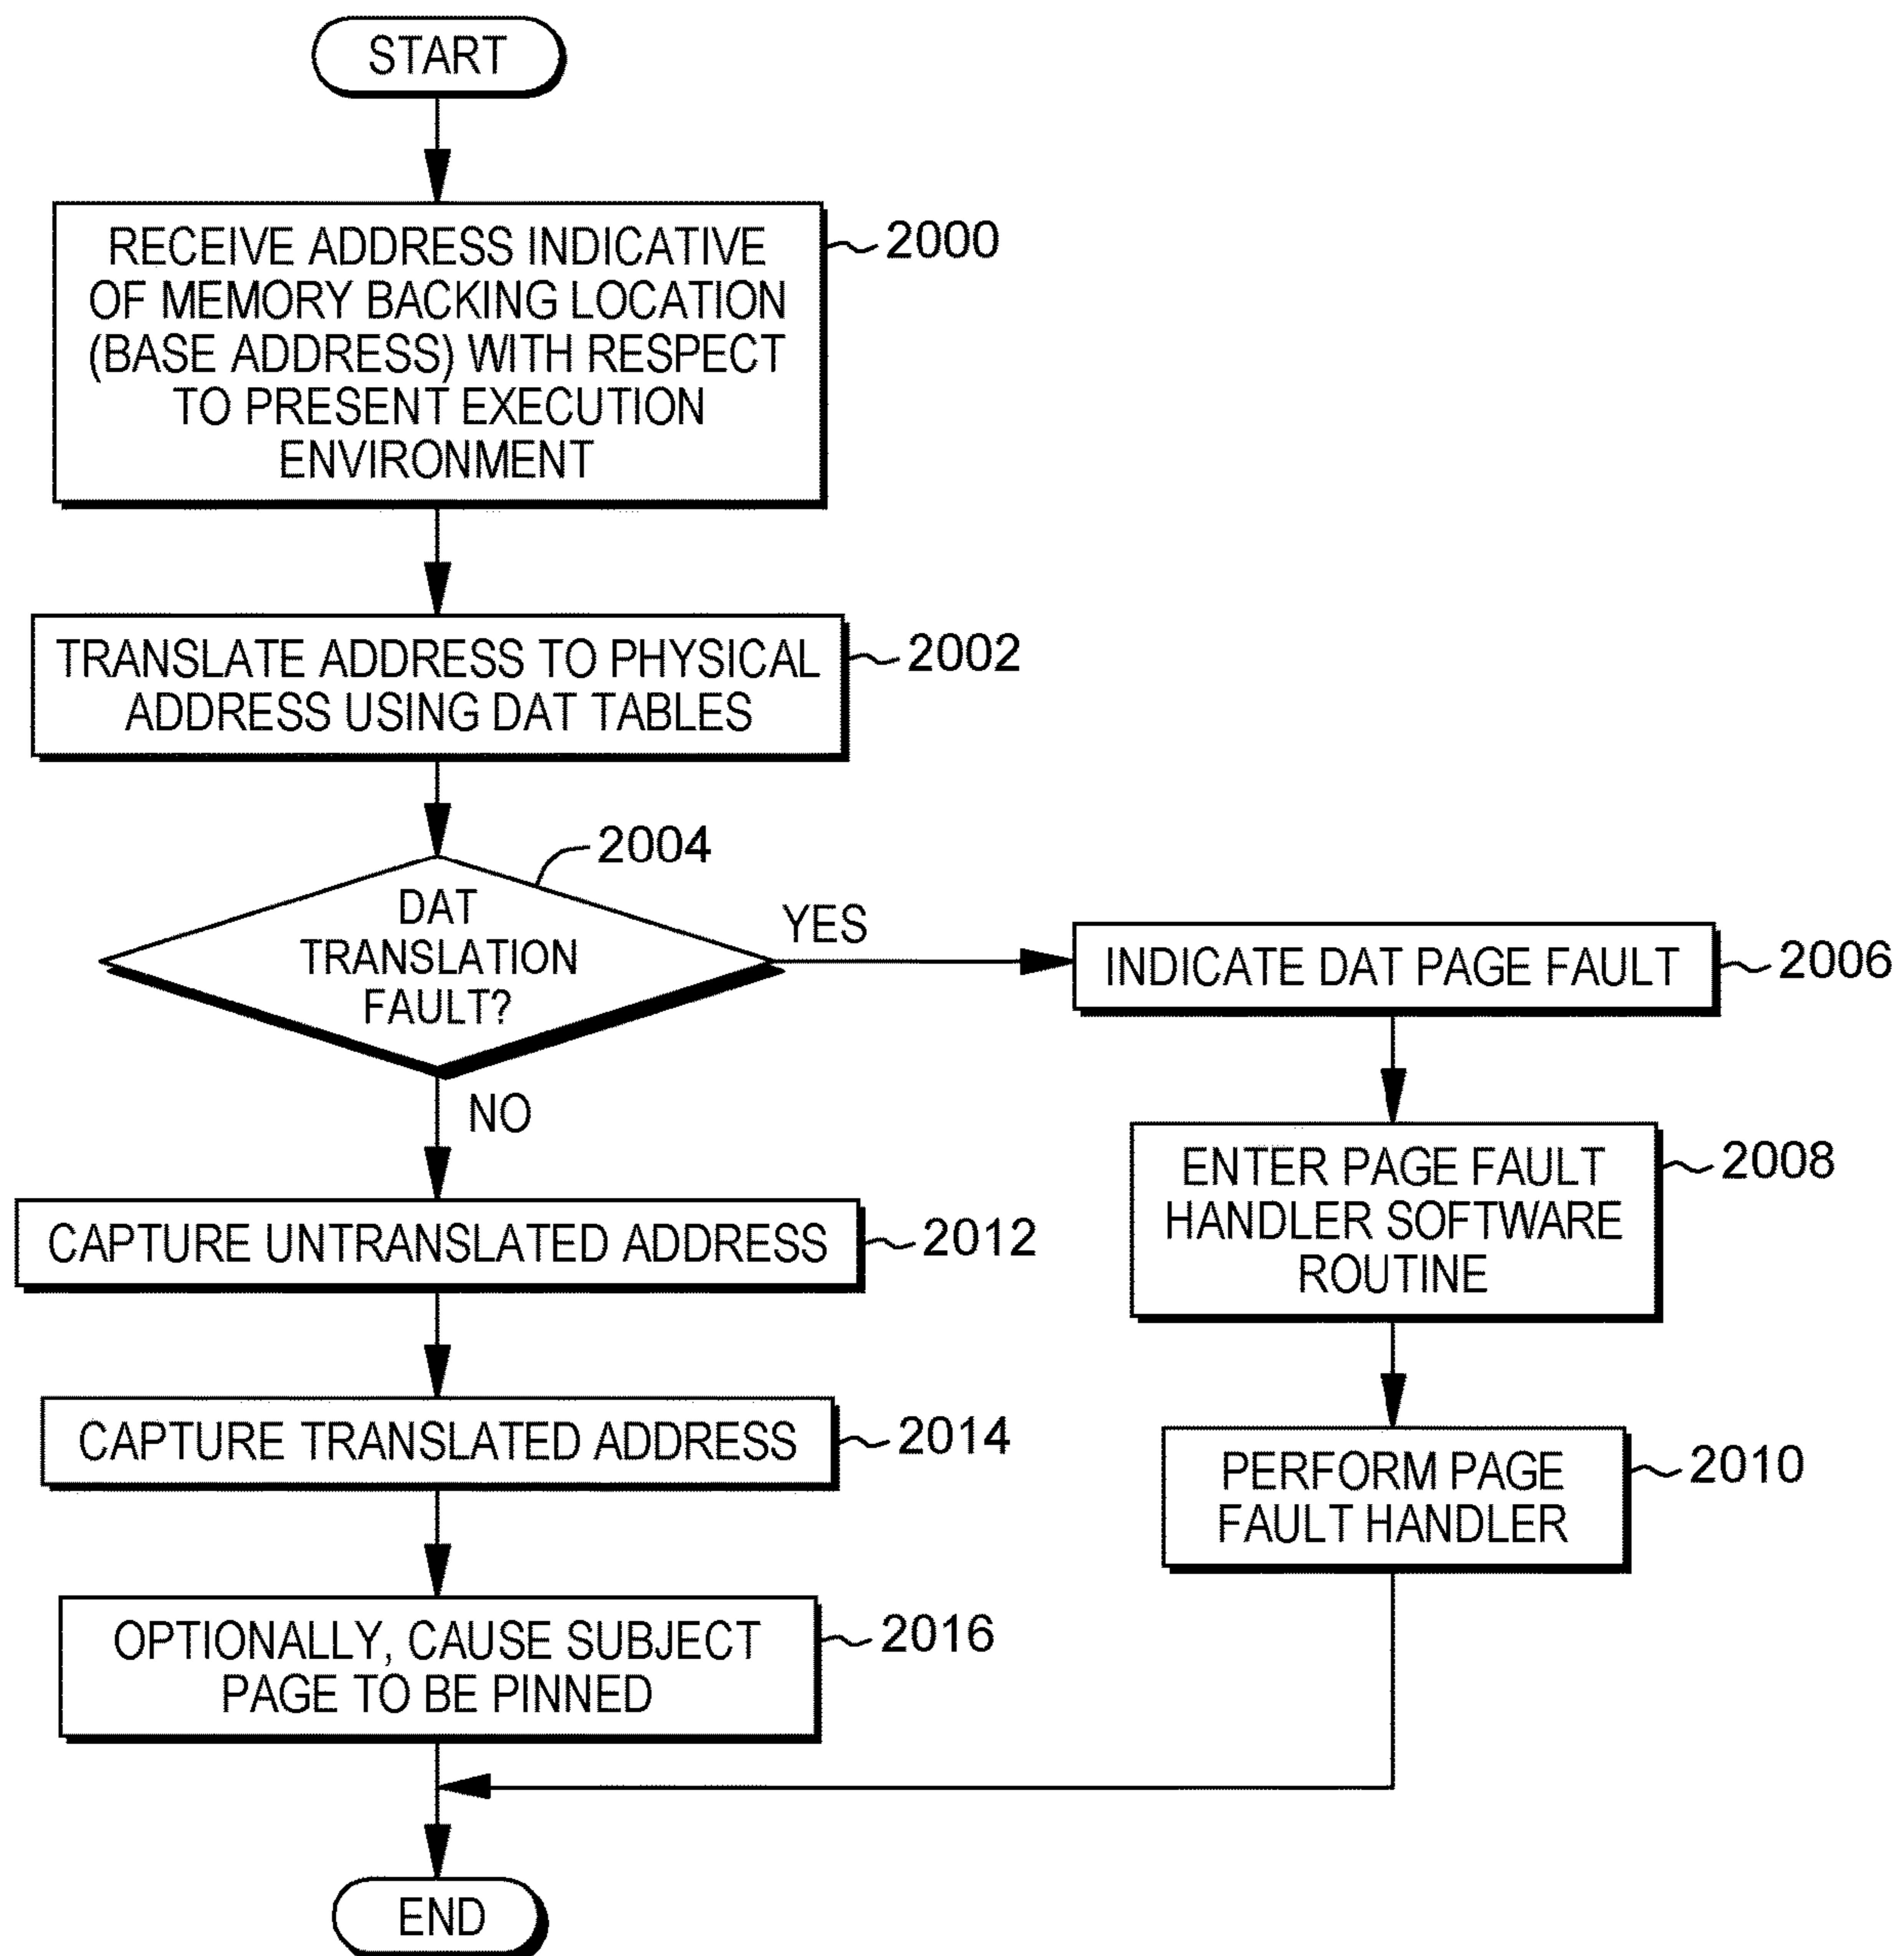 START
RECEIVE ADDRESS INDICATIVE
OF MEMORY BACKING LOCATION
(BASE ADDRESS) WITH RESPECT
TO PRESENT EXECUTION
ENVIRONMENT
2000
TRANSLATE ADDRESS TO PHYSICAL
ADDRESS USING DAT TABLES
2002
DAT
TRANSLATION
FAULT?
2004
YES
INDICATE DAT PAGE FAULT
2006
ENTER PAGE FAULT
HANDLER SOFTWARE
ROUTINE
2008
PERFORM PAGE
FAULT HANDLER
2010
NO
CAPTURE UNTRANSLATED ADDRESS
2012
CAPTURE TRANSLATED ADDRESS
2014
OPTIONALLY, CAUSE SUBJECT
PAGE TO BE PINNED
2016
END